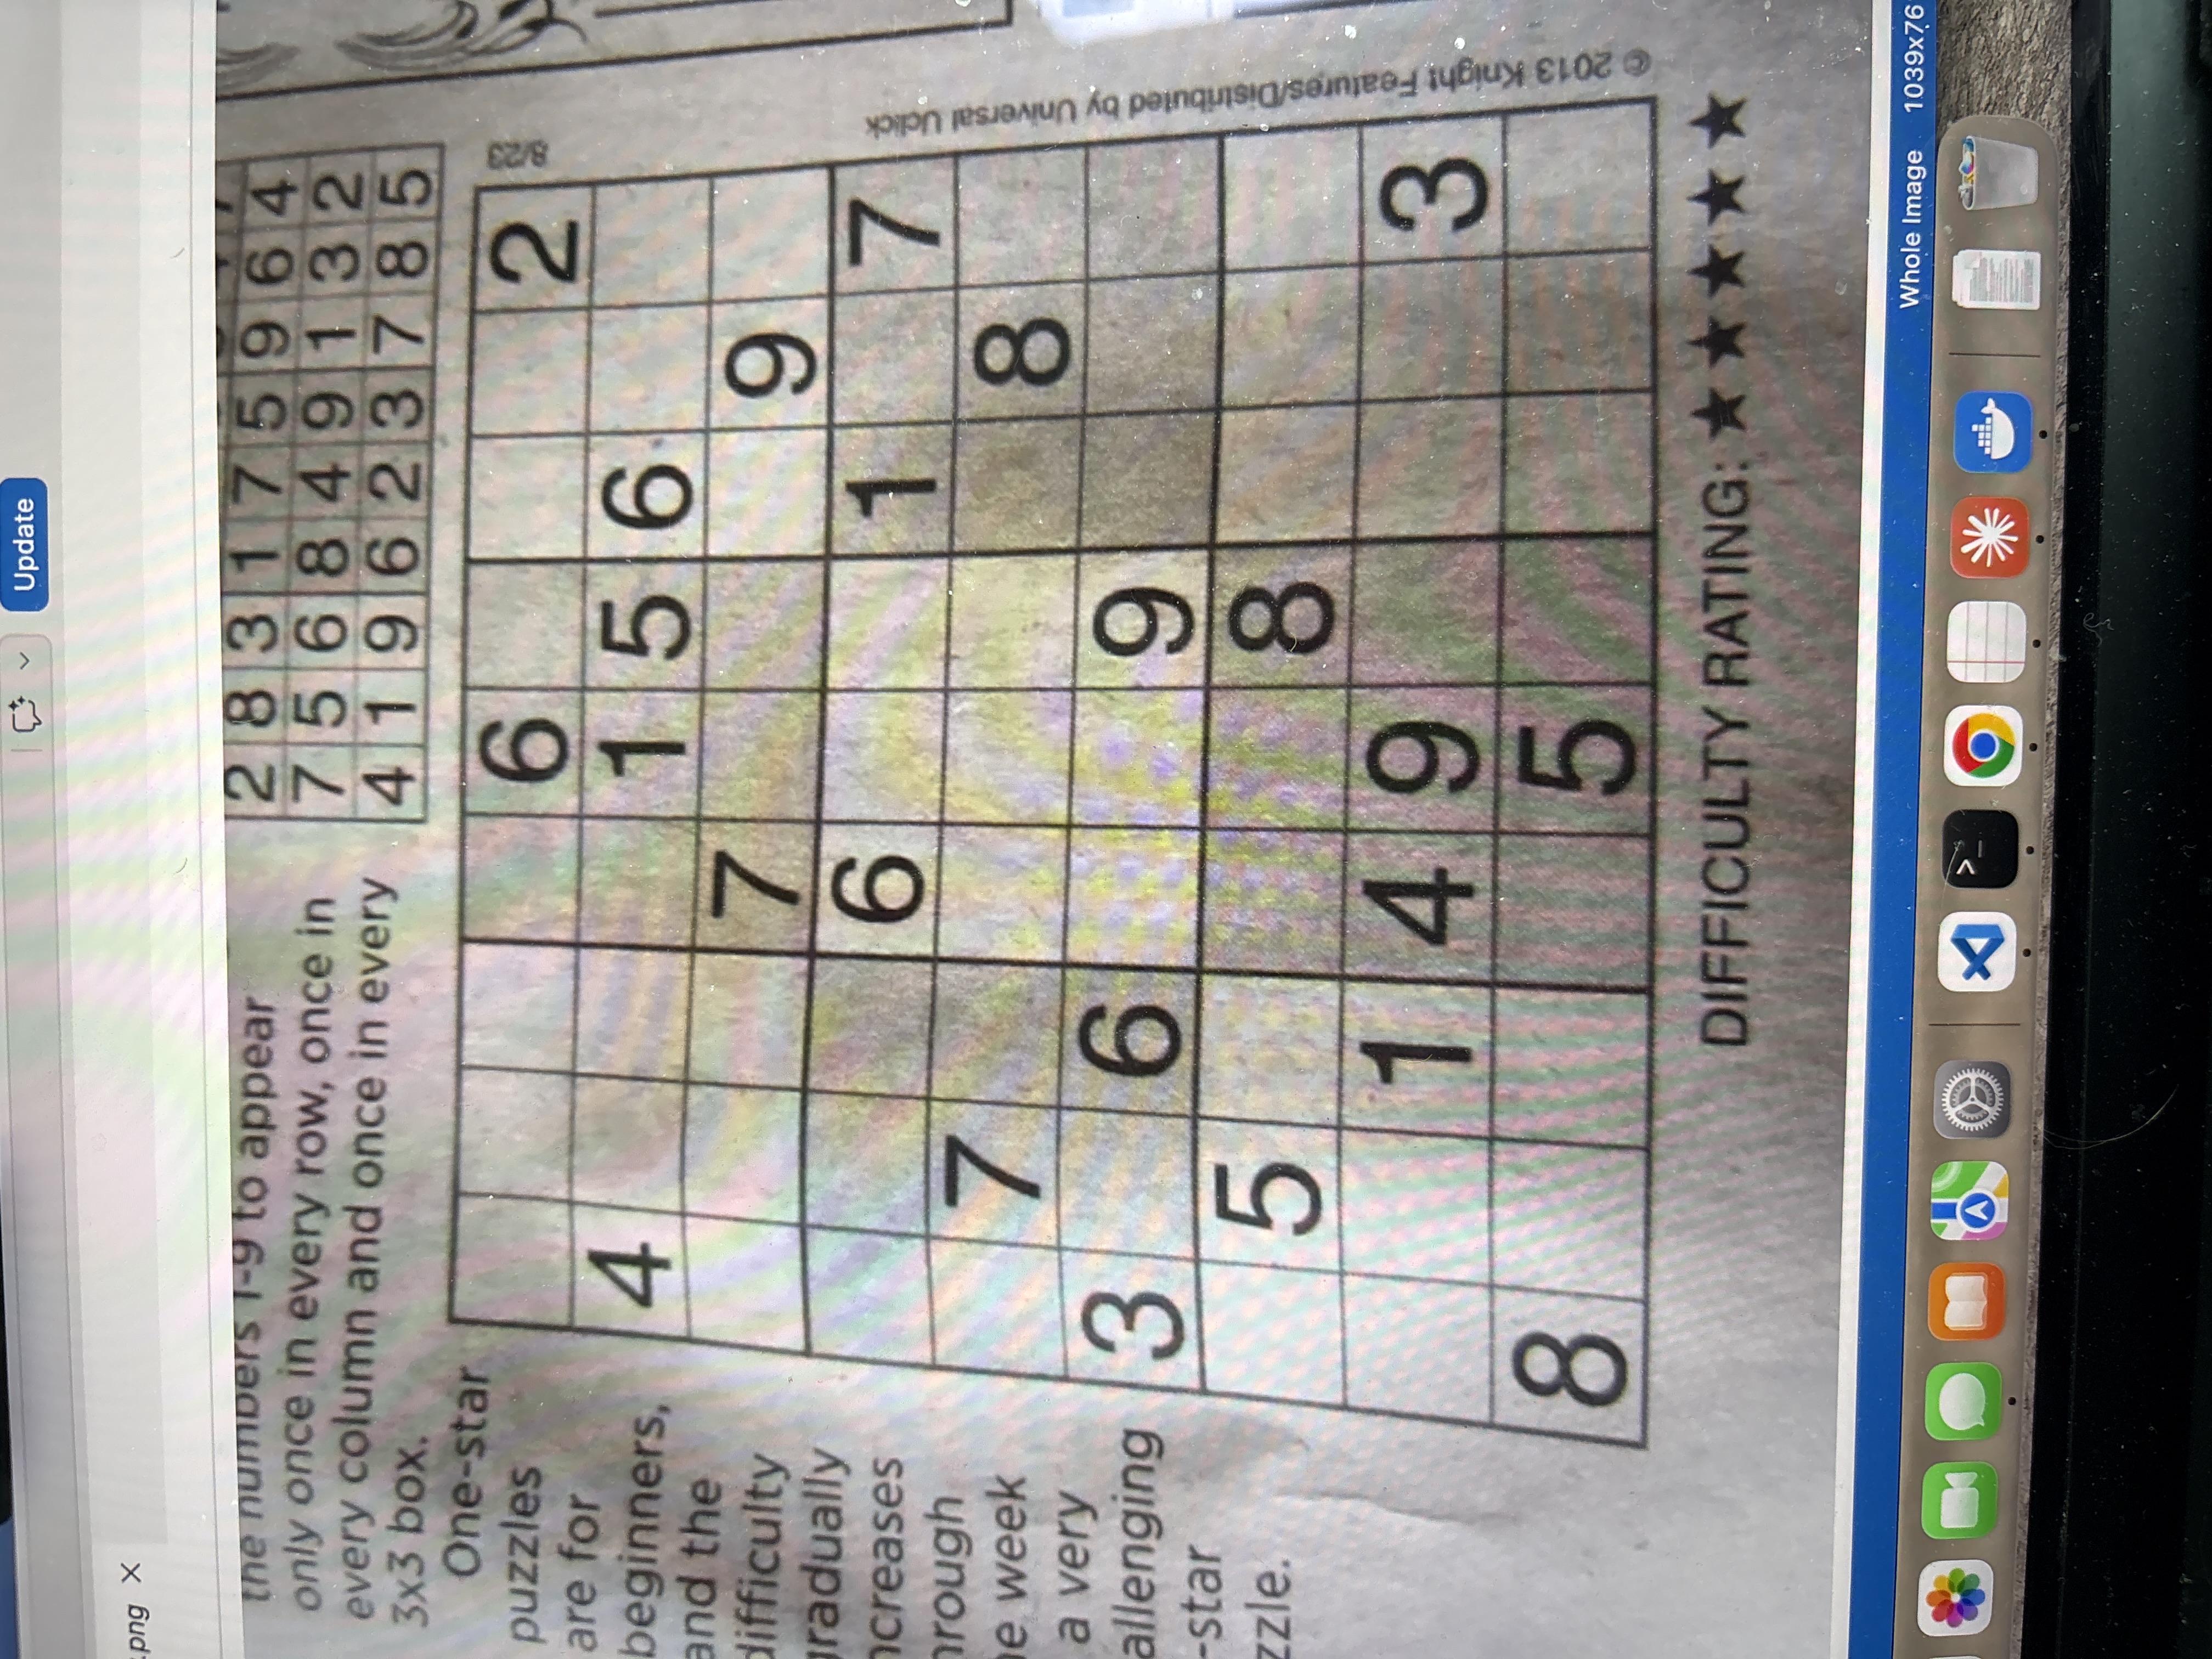 Update
.png ×
the numbers 1-9 to appear
only once in every row, once in
every column and once in every
3x3 box.
One-star
puzzles
are for
beginners,
and the
difficulty
gradually
ncreases
hrough
e week
a very
allenging
-star
zzle.
2 8 3 1 7 5 9 6 4
7 5 6 8 4 9 1 3 2
4 1 9 6 2 3 7 8 5
6 2
4 1 5 6
7 9
6 1 7
7 8
3 6 9
5 8
1 4 9 3
8 5
8/23
© 2013 Knight Features/Distributed by Universal Uclick
DIFFICULTY RATING: ★★★★★
Whole Image 1039x76